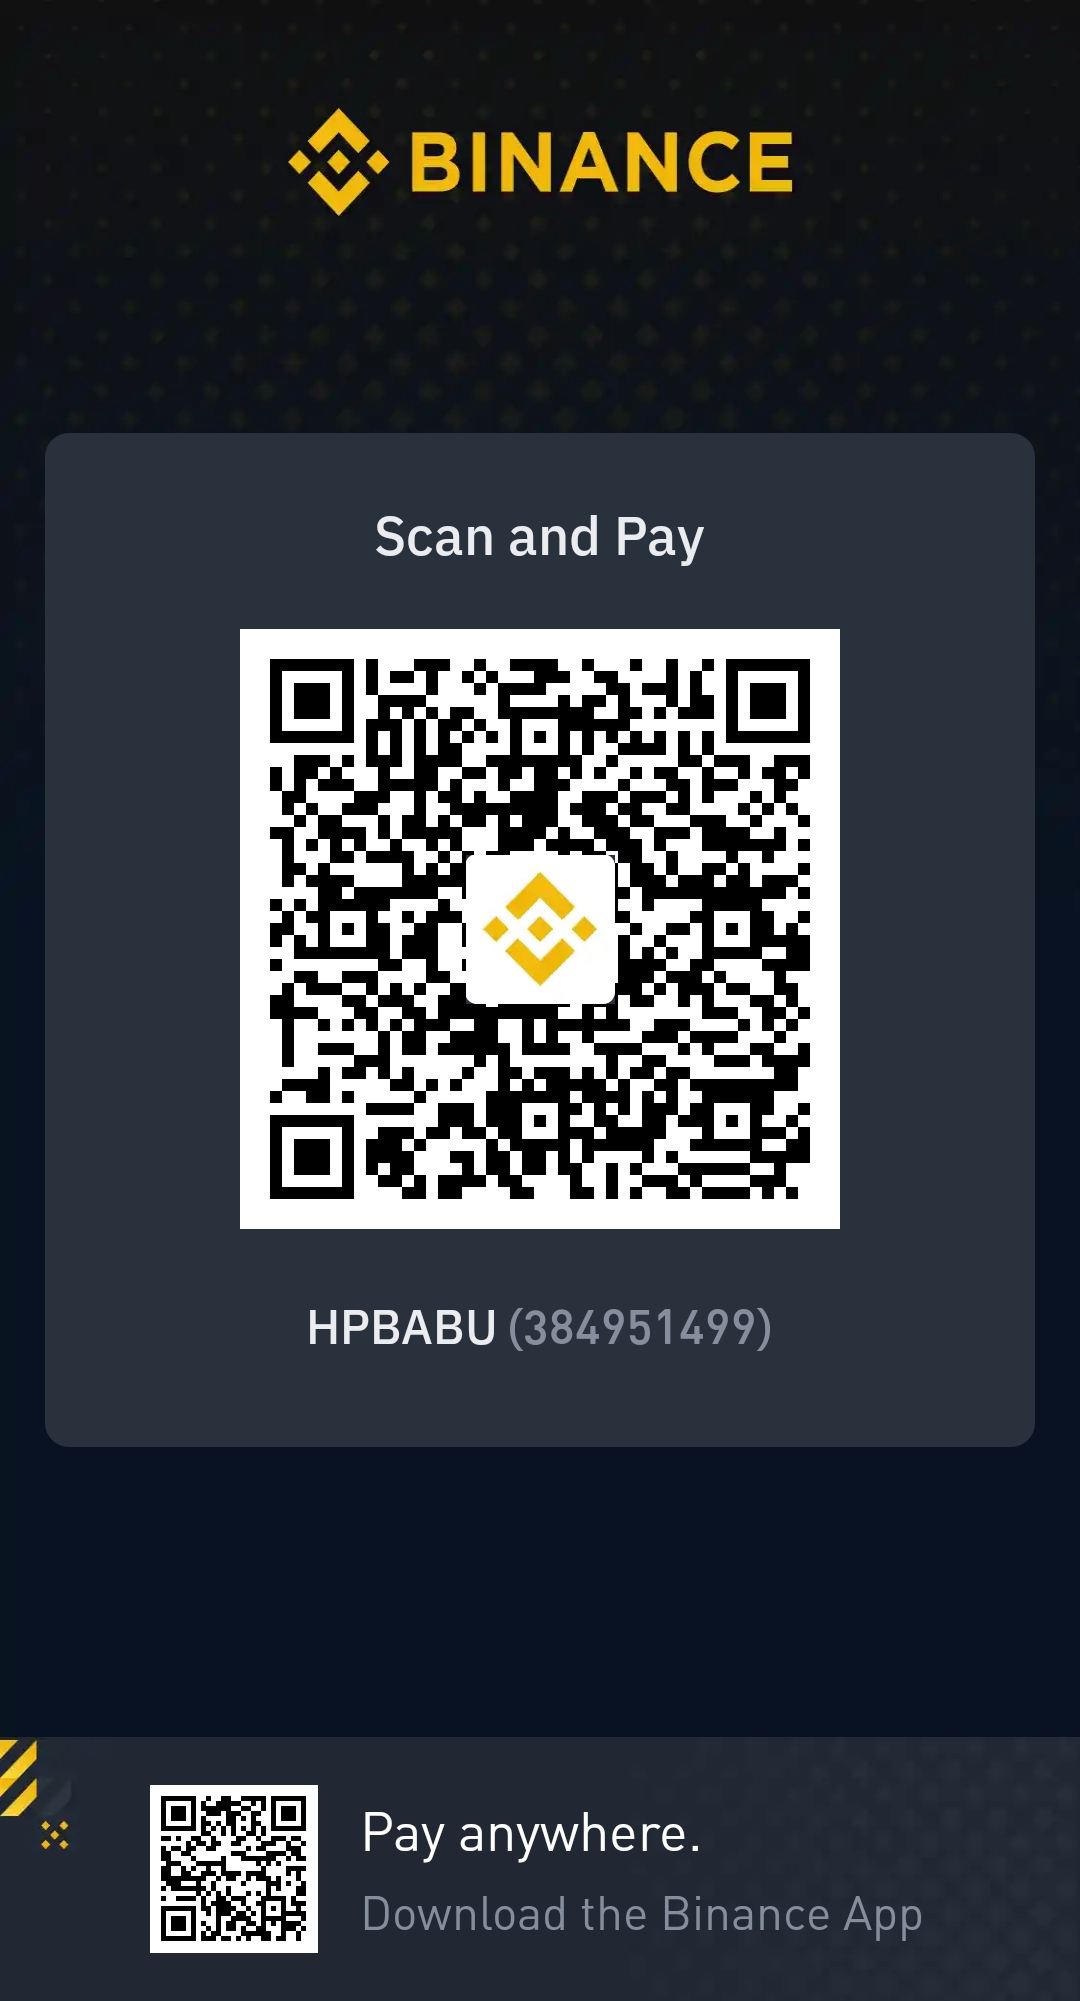 BINANCE
Scan and Pay
HPBABU (384951499)
Pay anywhere.
Download the Binance App